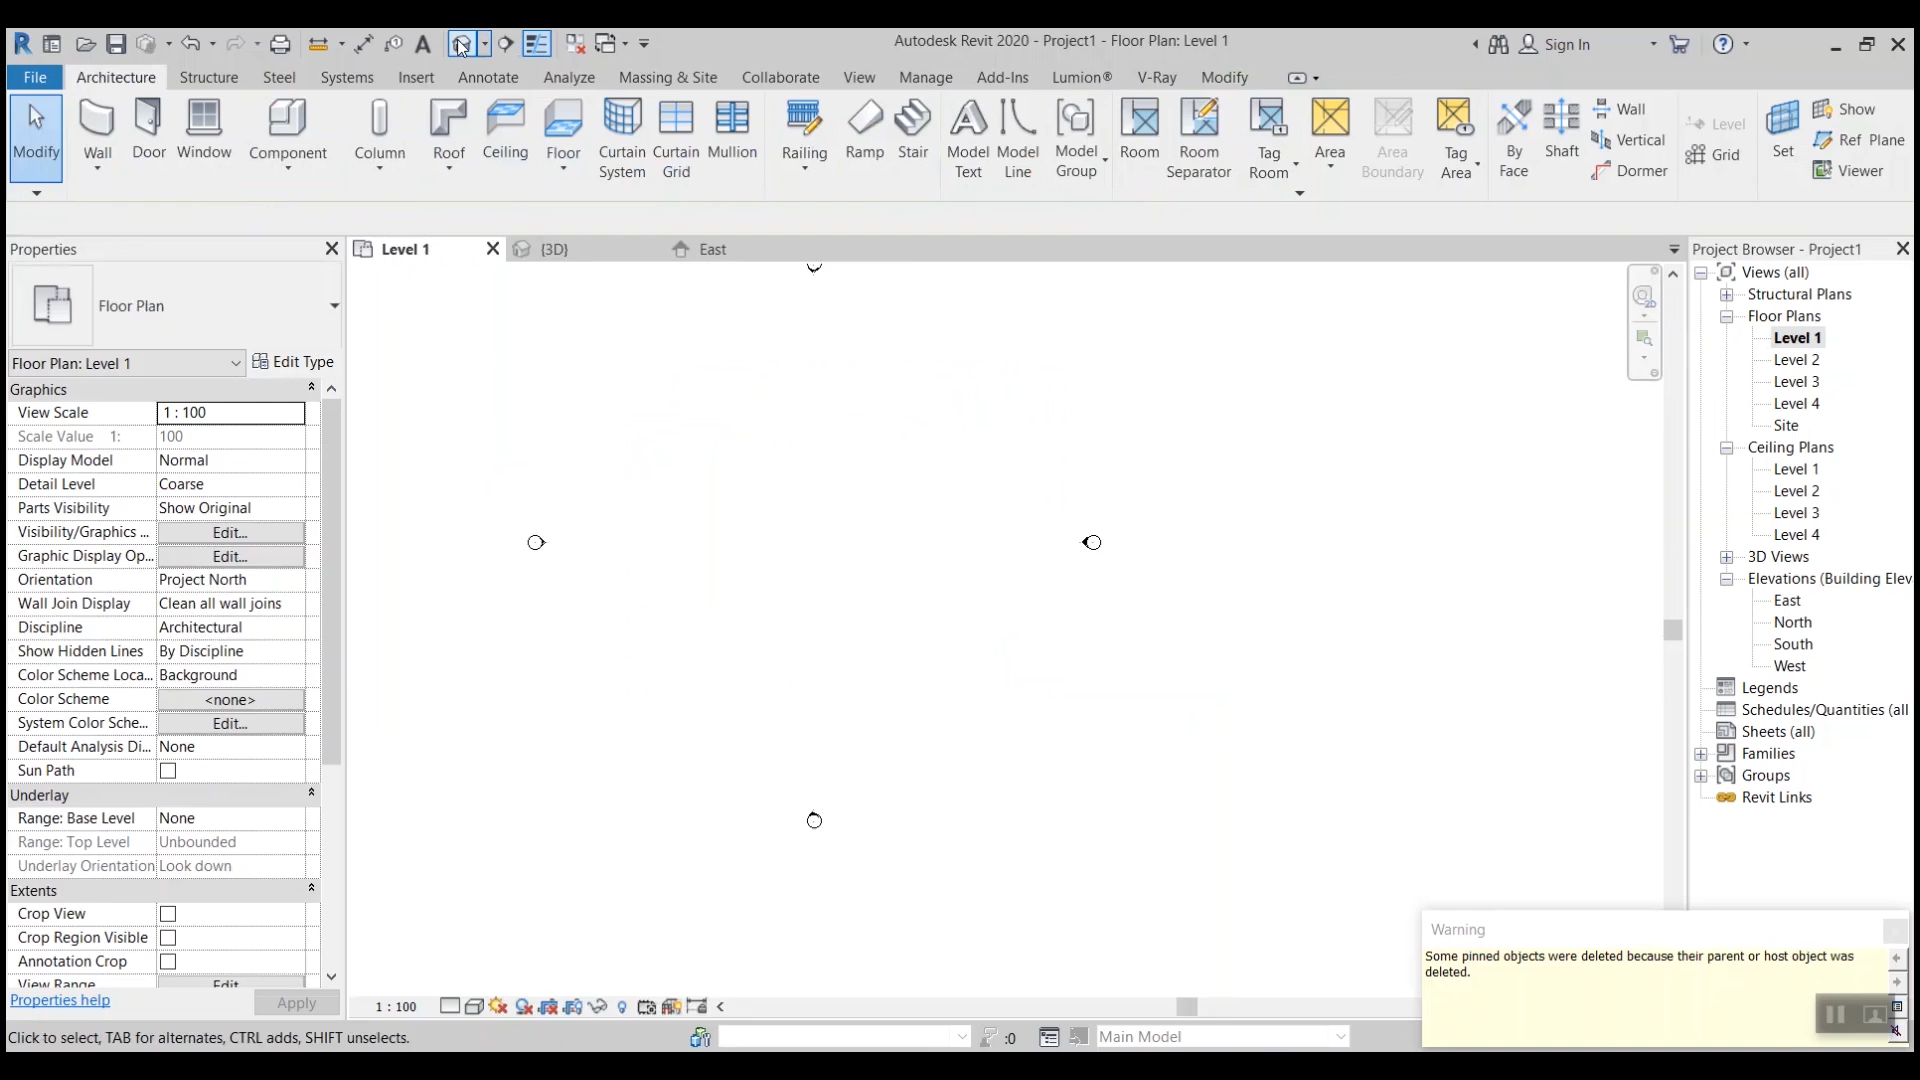 Autodesk Revit 2020 - Project1 - Floor Plan: Level 1
Sign In
File Architecture Structure Steel Systems Insert Annotate Analyze Massing & Site Collaborate View Manage Add-Ins Lumion® V-Ray Modify
Modify
Wall
Door
Window
Component
Column
Roof
Ceiling
Floor
Curtain System
Curtain Grid
Mullion
Railing
Ramp
Stair
Model Text
Model Line
Model Group
Room
Room Separator
Tag Room
Area
Area Boundary
Tag Area
By Face
Shaft
Wall
Vertical
Dormer
Level
Grid
Set
Show
Ref Plane
Viewer
Properties
Floor Plan
Floor Plan: Level 1
Edit Type
Graphics
View Scale 1 : 100
Scale Value 1: 100
Display Model Normal
Detail Level Coarse
Parts Visibility Show Original
Visibility/Graphics ... Edit...
Graphic Display Op... Edit...
Orientation Project North
Wall Join Display Clean all wall joins
Discipline Architectural
Show Hidden Lines By Discipline
Color Scheme Loca... Background
Color Scheme <none>
System Color Sche... Edit...
Default Analysis Di... None
Sun Path
Underlay
Range: Base Level None
Range: Top Level Unbounded
Underlay Orientation Look down
Extents
Crop View
Crop Region Visible
Annotation Crop
View Range Edit...
Properties help
Apply
Level 1
{3D}
East
2D
1 : 100
Project Browser - Project1
Views (all)
Structural Plans
Floor Plans
Level 1
Level 2
Level 3
Level 4
Site
Ceiling Plans
Level 1
Level 2
Level 3
Level 4
3D Views
Elevations (Building Elev
East
North
South
West
Legends
Schedules/Quantities (all
Sheets (all)
Families
Groups
Revit Links
Warning
Some pinned objects were deleted because their parent or host object was
deleted.
Click to select, TAB for alternates, CTRL adds, SHIFT unselects.
:0
Main Model